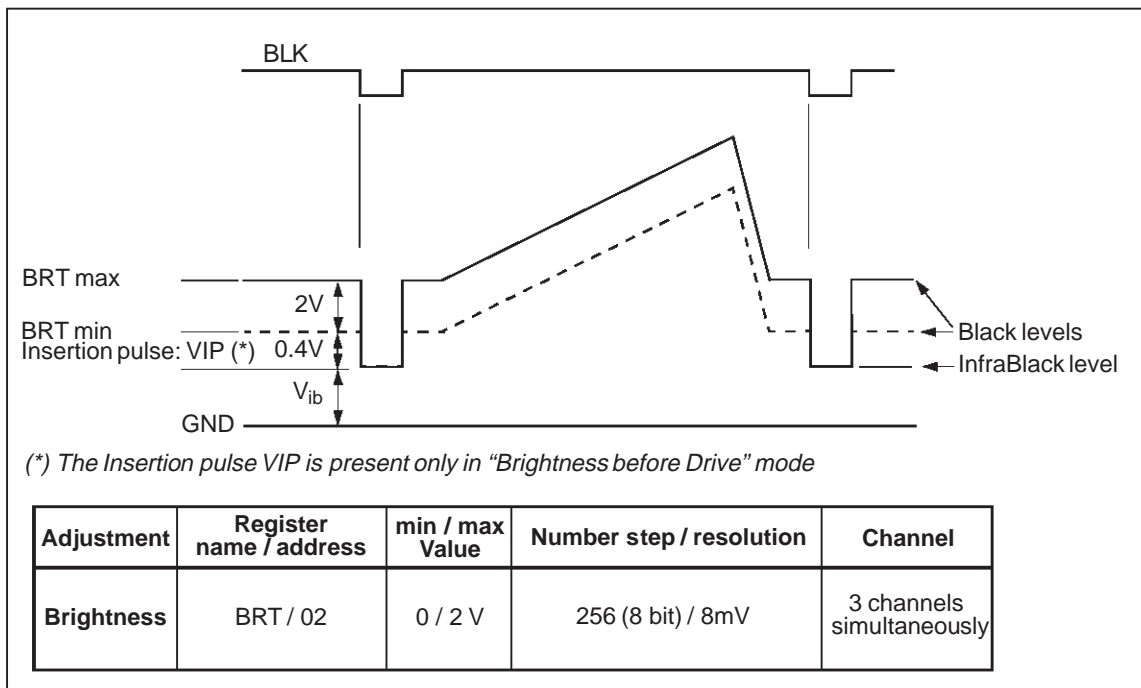 BLK
BRT max
2V
BRT min
Insertion pulse: VIP (*) 0.4V
Black levels
InfraBlack level
Vib
GND
(*) The Insertion pulse VIP is present only in “Brightness before Drive” mode
Adjustment Register name / address min / max Value Number step / resolution Channel
Brightness BRT / 02 0 / 2 V 256 (8 bit) / 8mV 3 channels simultaneously